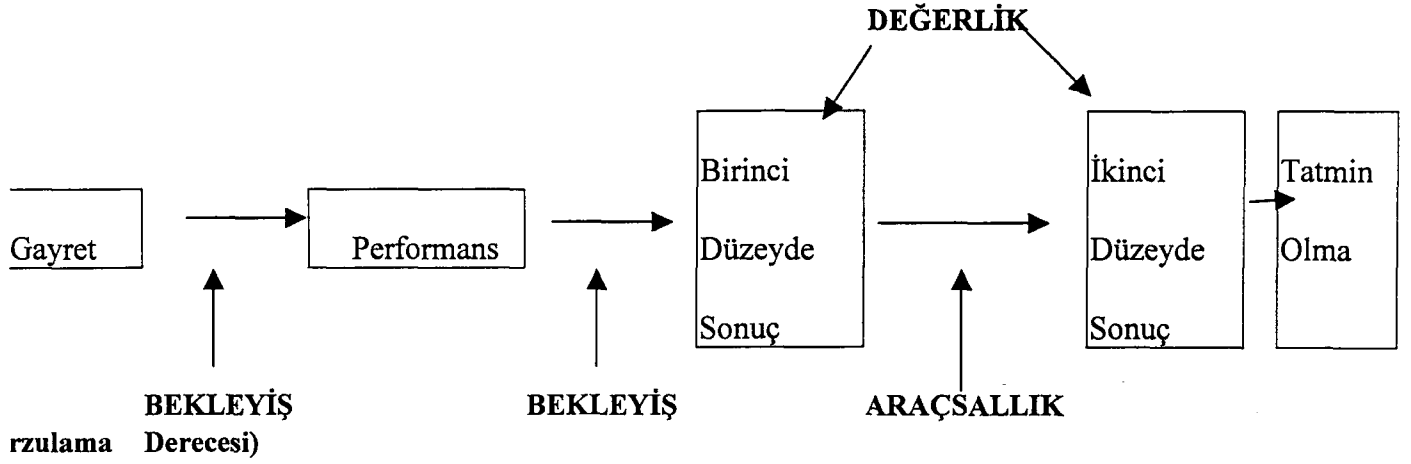 DEĞERLİK
Birinci
Düzeyde
Sonuç
İkinci
Düzeyde
Sonuç
Tatmin
Olma
Gayret
Performans
BEKLEYİŞ
BEKLEYİŞ
ARAÇSALLIK
rzulama Derecesi)